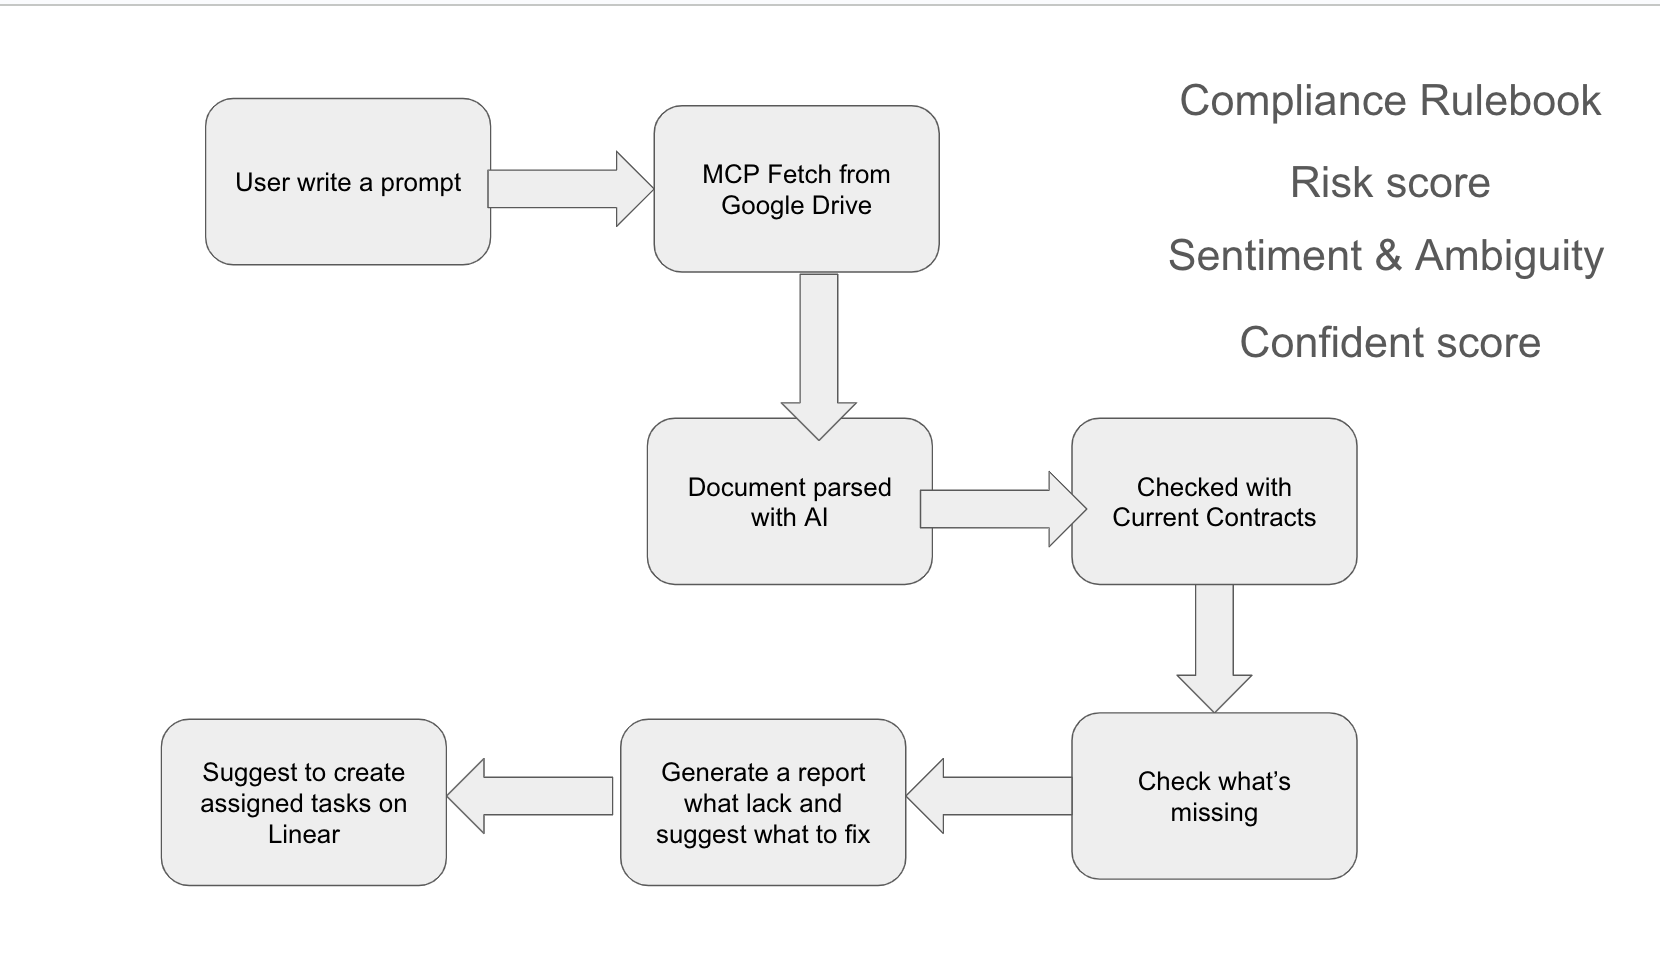 User write a prompt
MCP Fetch from
Google Drive
Compliance Rulebook
Risk score
Sentiment & Ambiguity
Confident score
Document parsed
with AI
Checked with
Current Contracts
Check what’s
missing
Generate a report
what lack and
suggest what to fix
Suggest to create
assigned tasks on
Linear